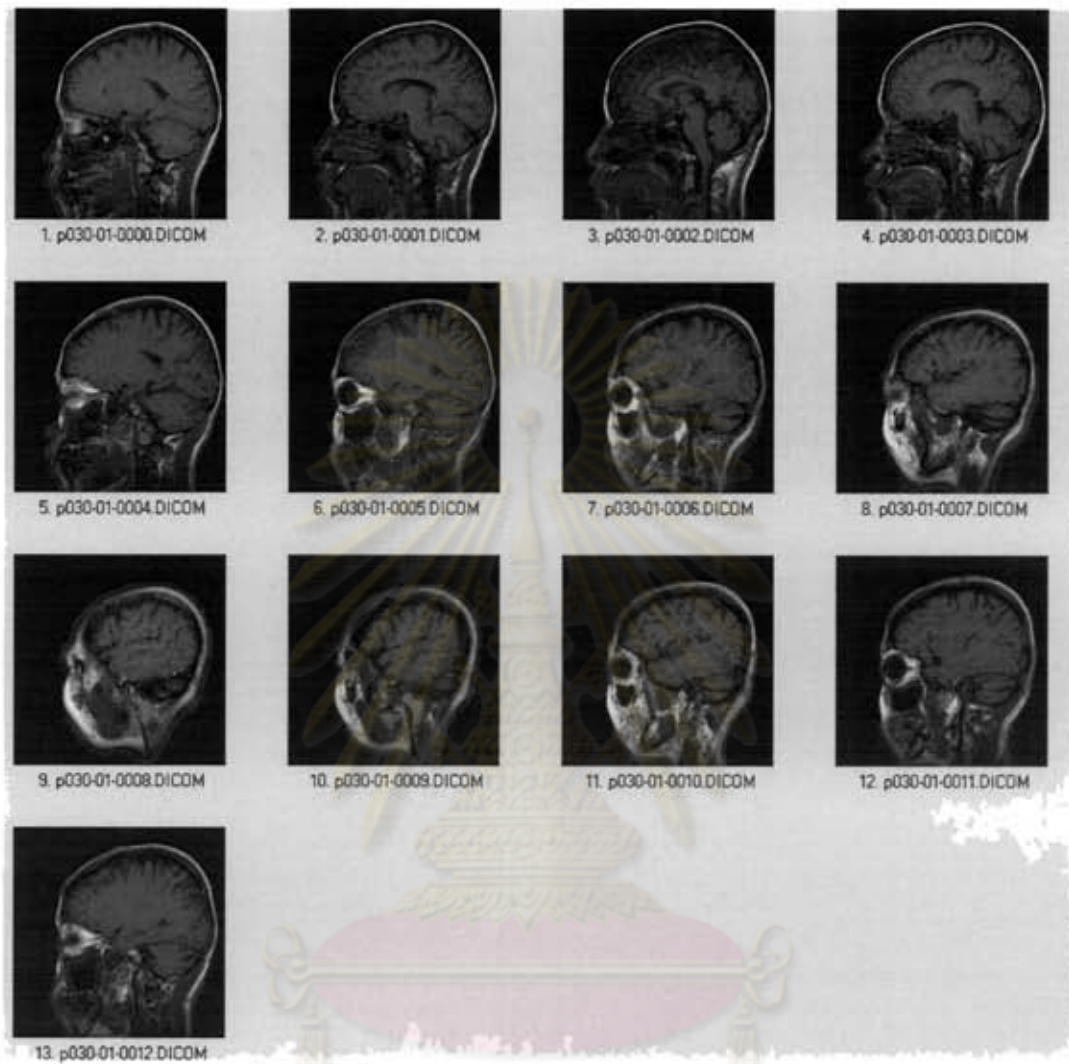 1. p030-01-0000.DICOM
2. p030-01-0001.DICOM
3. p030-01-0002.DICOM
4. p030-01-0003.DICOM
5. p030-01-0004.DICOM
6. p030-01-0005.DICOM
7. p030-01-0006.DICOM
8. p030-01-0007.DICOM
9. p030-01-0008.DICOM
10. p030-01-0009.DICOM
11. p030-01-0010.DICOM
12. p030-01-0011.DICOM
13. p030-01-0012.DICOM